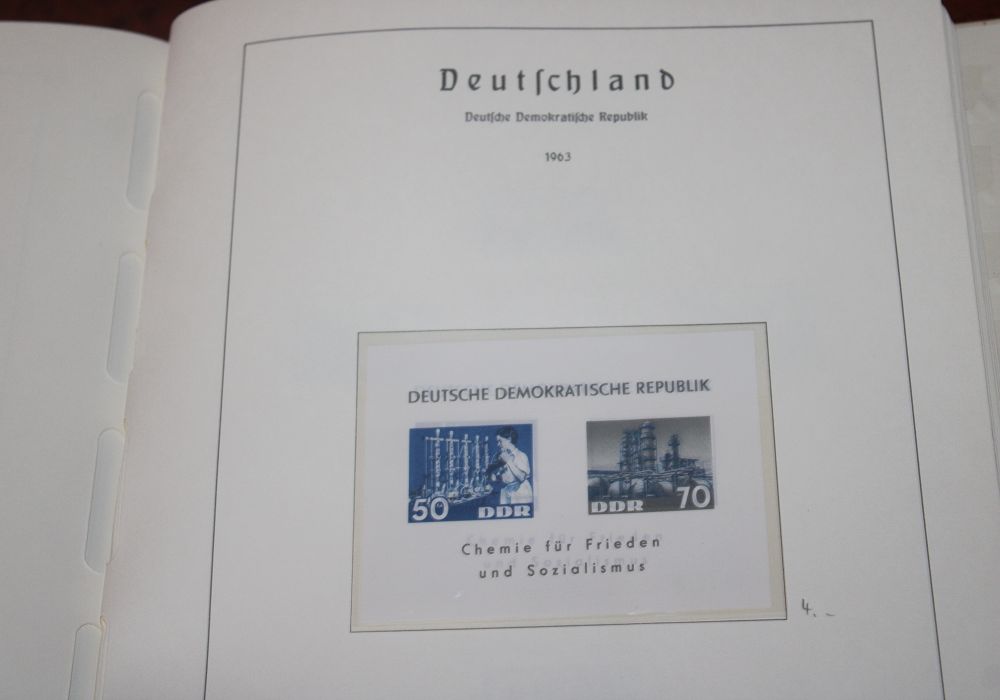 Deutſchland
Deutſche Demokratiſche Republik
1963
DEUTSCHE DEMOKRATISCHE REPUBLIK
50 DDR
DDR 70
Chemie für Frieden
und Sozialismus
4.-